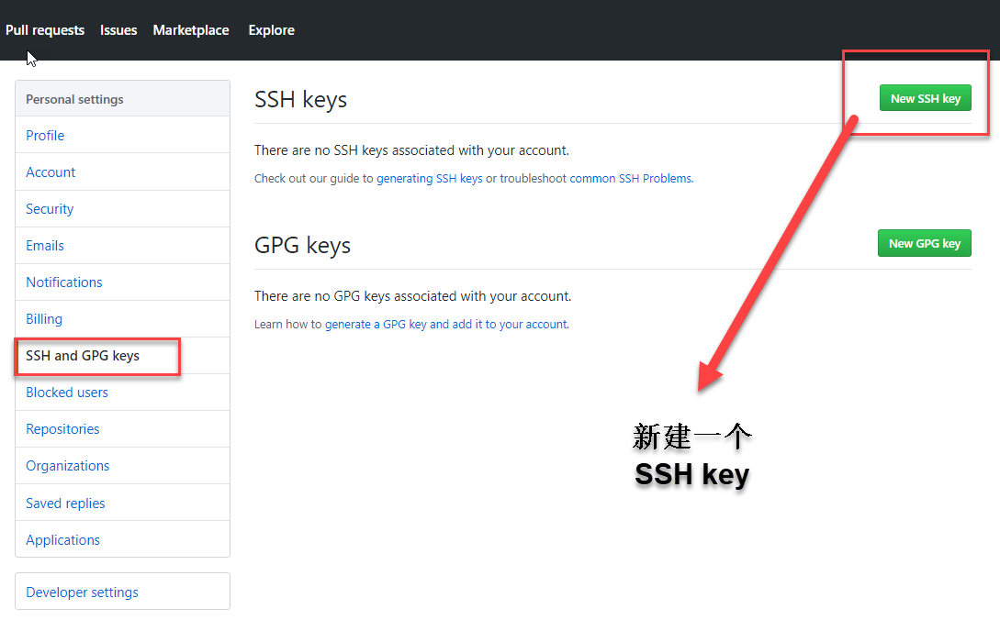 Pull requests Issues Marketplace Explore
Personal settings
Profile
Account
Security
Emails
Notifications
Billing
SSH and GPG keys
Blocked users
Repositories
Organizations
Saved replies
Applications
Developer settings
SSH keys
New SSH key
There are no SSH keys associated with your account.
Check out our guide to generating SSH keys or troubleshoot common SSH Problems.
GPG keys
New GPG key
There are no GPG keys associated with your account.
Learn how to generate a GPG key and add it to your account.
新建一个
SSH key